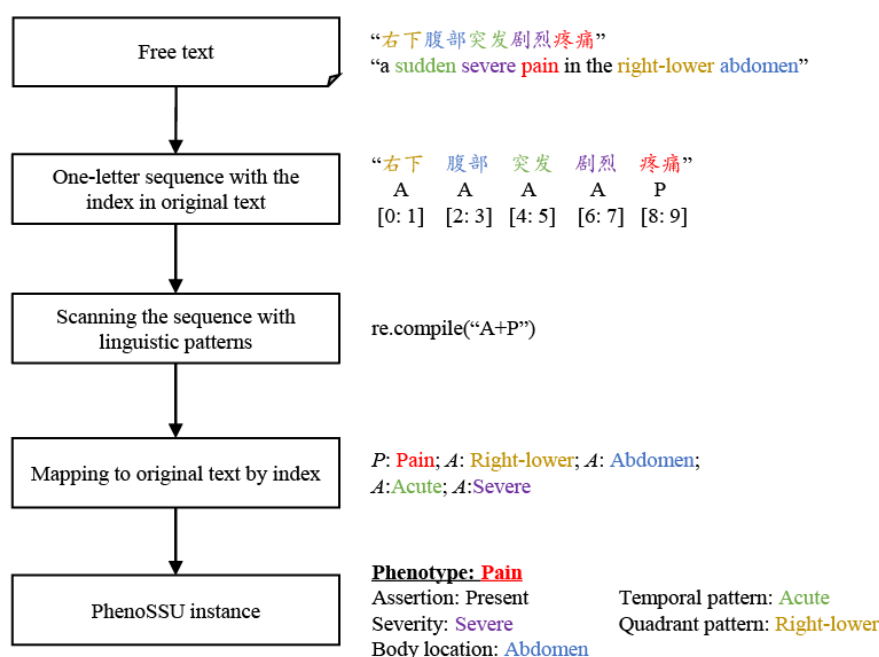 Free text
“右下腹部突发剧烈疼痛”
“a sudden severe pain in the right-lower abdomen”
One-letter sequence with the
index in original text
“右下 腹部 突发 剧烈 疼痛”
A A A A P
[0: 1] [2: 3] [4: 5] [6: 7] [8: 9]
Scanning the sequence with
linguistic patterns
re.compile(“A+P”)
Mapping to original text by index
P: Pain; A: Right-lower; A: Abdomen;
A:Acute; A:Severe
PhenoSSU instance
Phenotype: Pain
Assertion: Present Temporal pattern: Acute
Severity: Severe Quadrant pattern: Right-lower
Body location: Abdomen